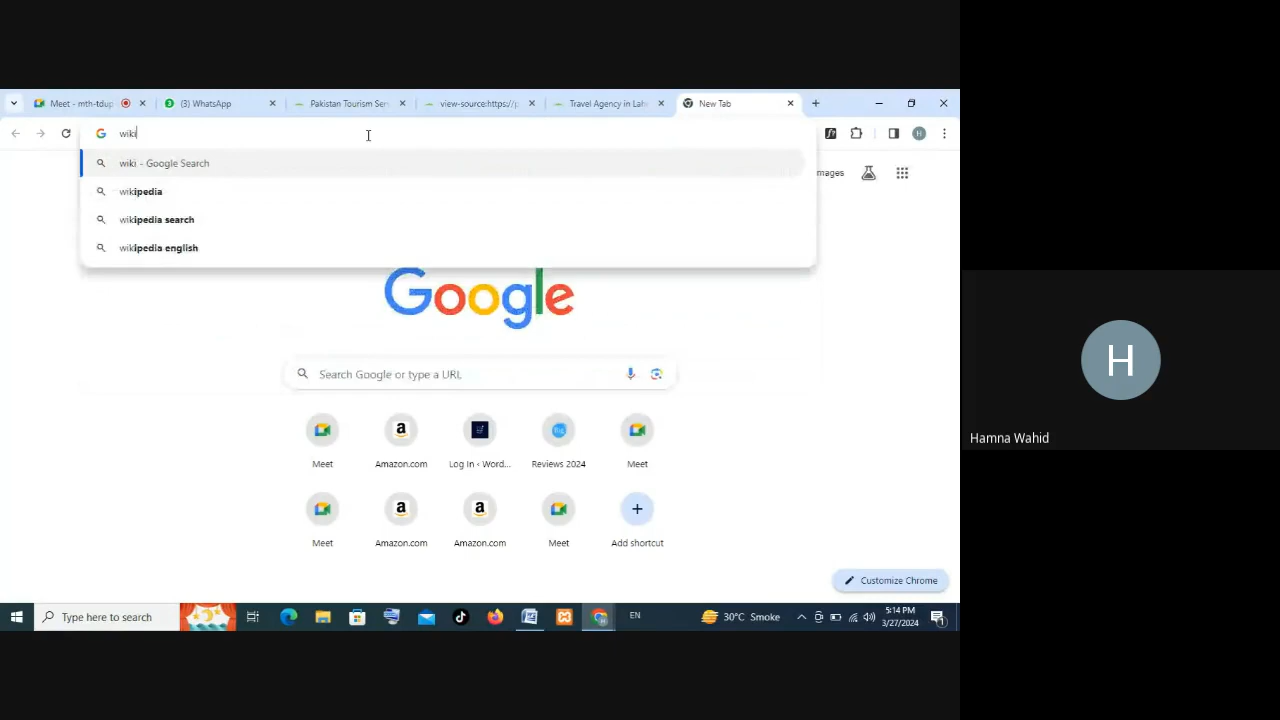 Meet - mth-tdup
(3) WhatsApp
Pakistan Tourism Ser
view-source:https://p
Travel Agency in Lah
New Tab
wiki
wiki - Google Search
wikipedia
wikipedia search
wikipedia english
mages
Google
Search Google or type a URL
Meet
Amazon.com
Log In ‹ Word...
Reviews 2024
Meet
Meet
Amazon.com
Amazon.com
Meet
Add shortcut
Customize Chrome
Type here to search
EN
30°C Smoke
5:14 PM
3/27/2024
H
Hamna Wahid